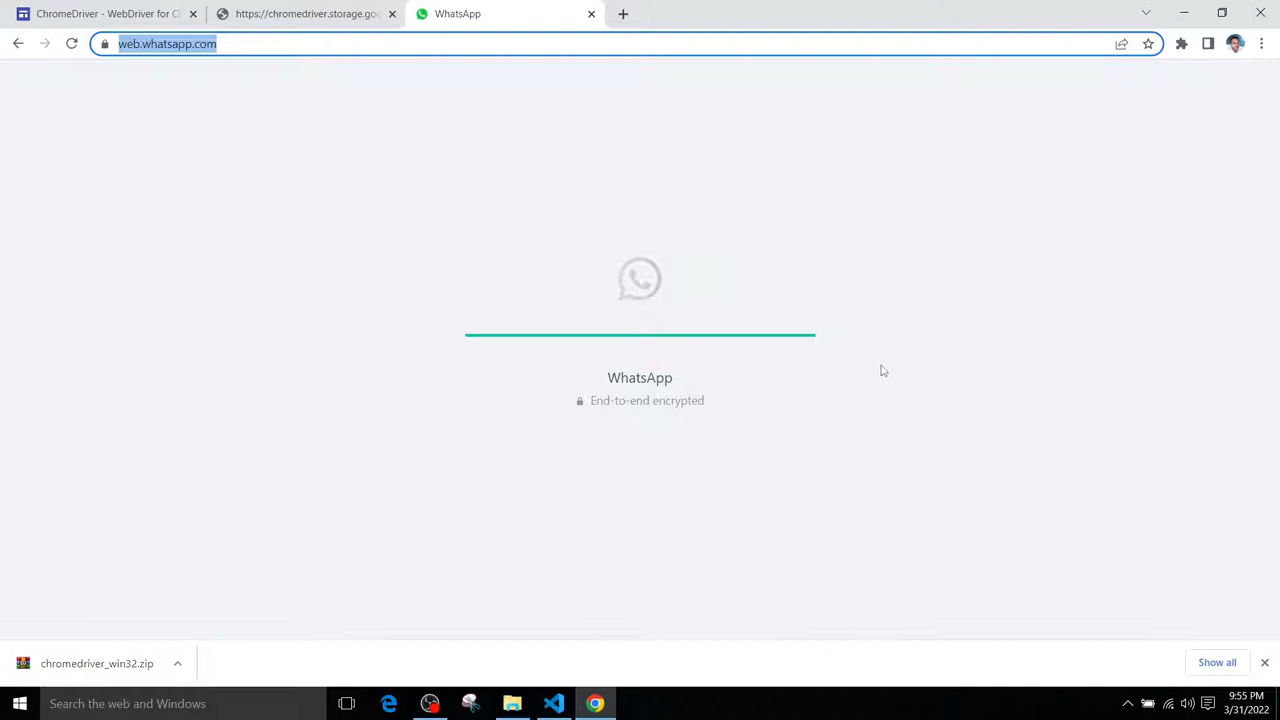 ChromeDriver - WebDriver for C
https://chromedriver.storage.goo
WhatsApp
web.whatsapp.com
WhatsApp
End-to-end encrypted
chromedriver_win32.zip
Show all
Search the web and Windows
9:55 PM
3/31/2022